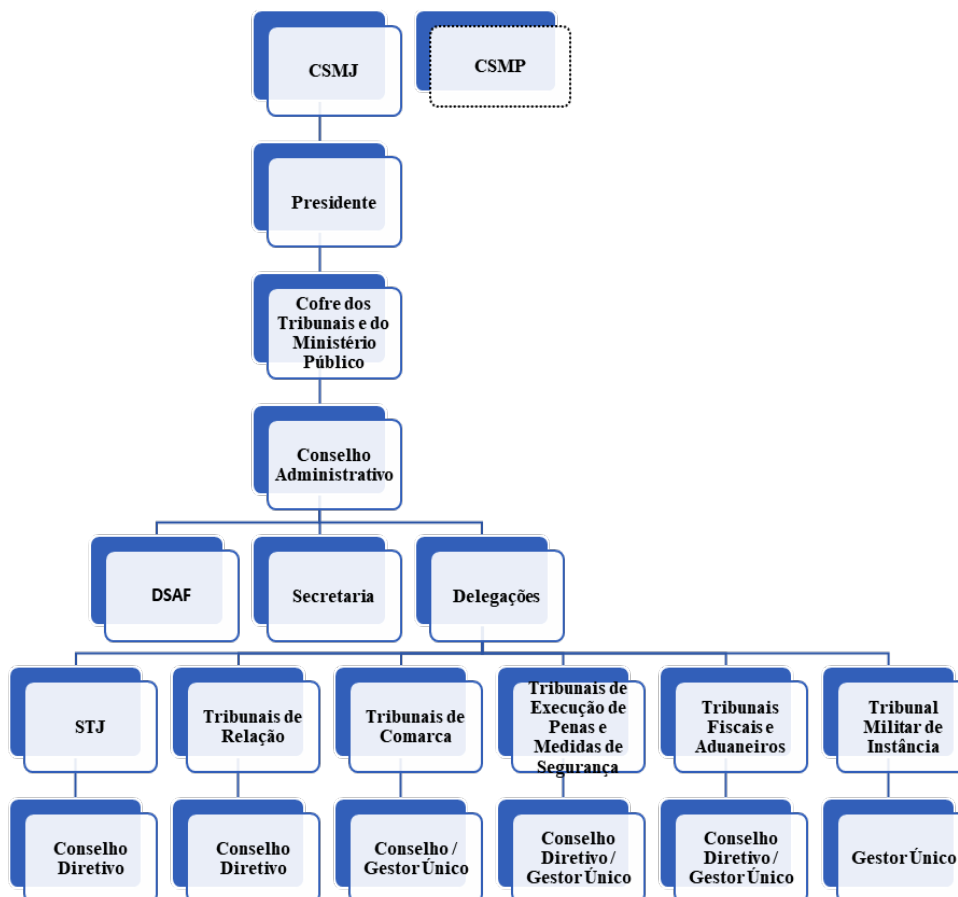 CSMJ
CSMP
Presidente
Cofre dos
Tribunais e do
Ministério
Público
Conselho
Administrativo
DSAF
Secretaria
Delegações
STJ
Tribunais de
Relação
Tribunais de
Comarca
Tribunais de
Execução de
Penas e
Medidas de
Segurança
Tribunais
Fiscais e
Aduaneiros
Tribunal
Militar de
Instância
Conselho
Diretivo
Conselho
Diretivo
Conselho /
Gestor Único
Conselho
Diretivo /
Gestor Único
Conselho
Diretivo /
Gestor Único
Gestor Único